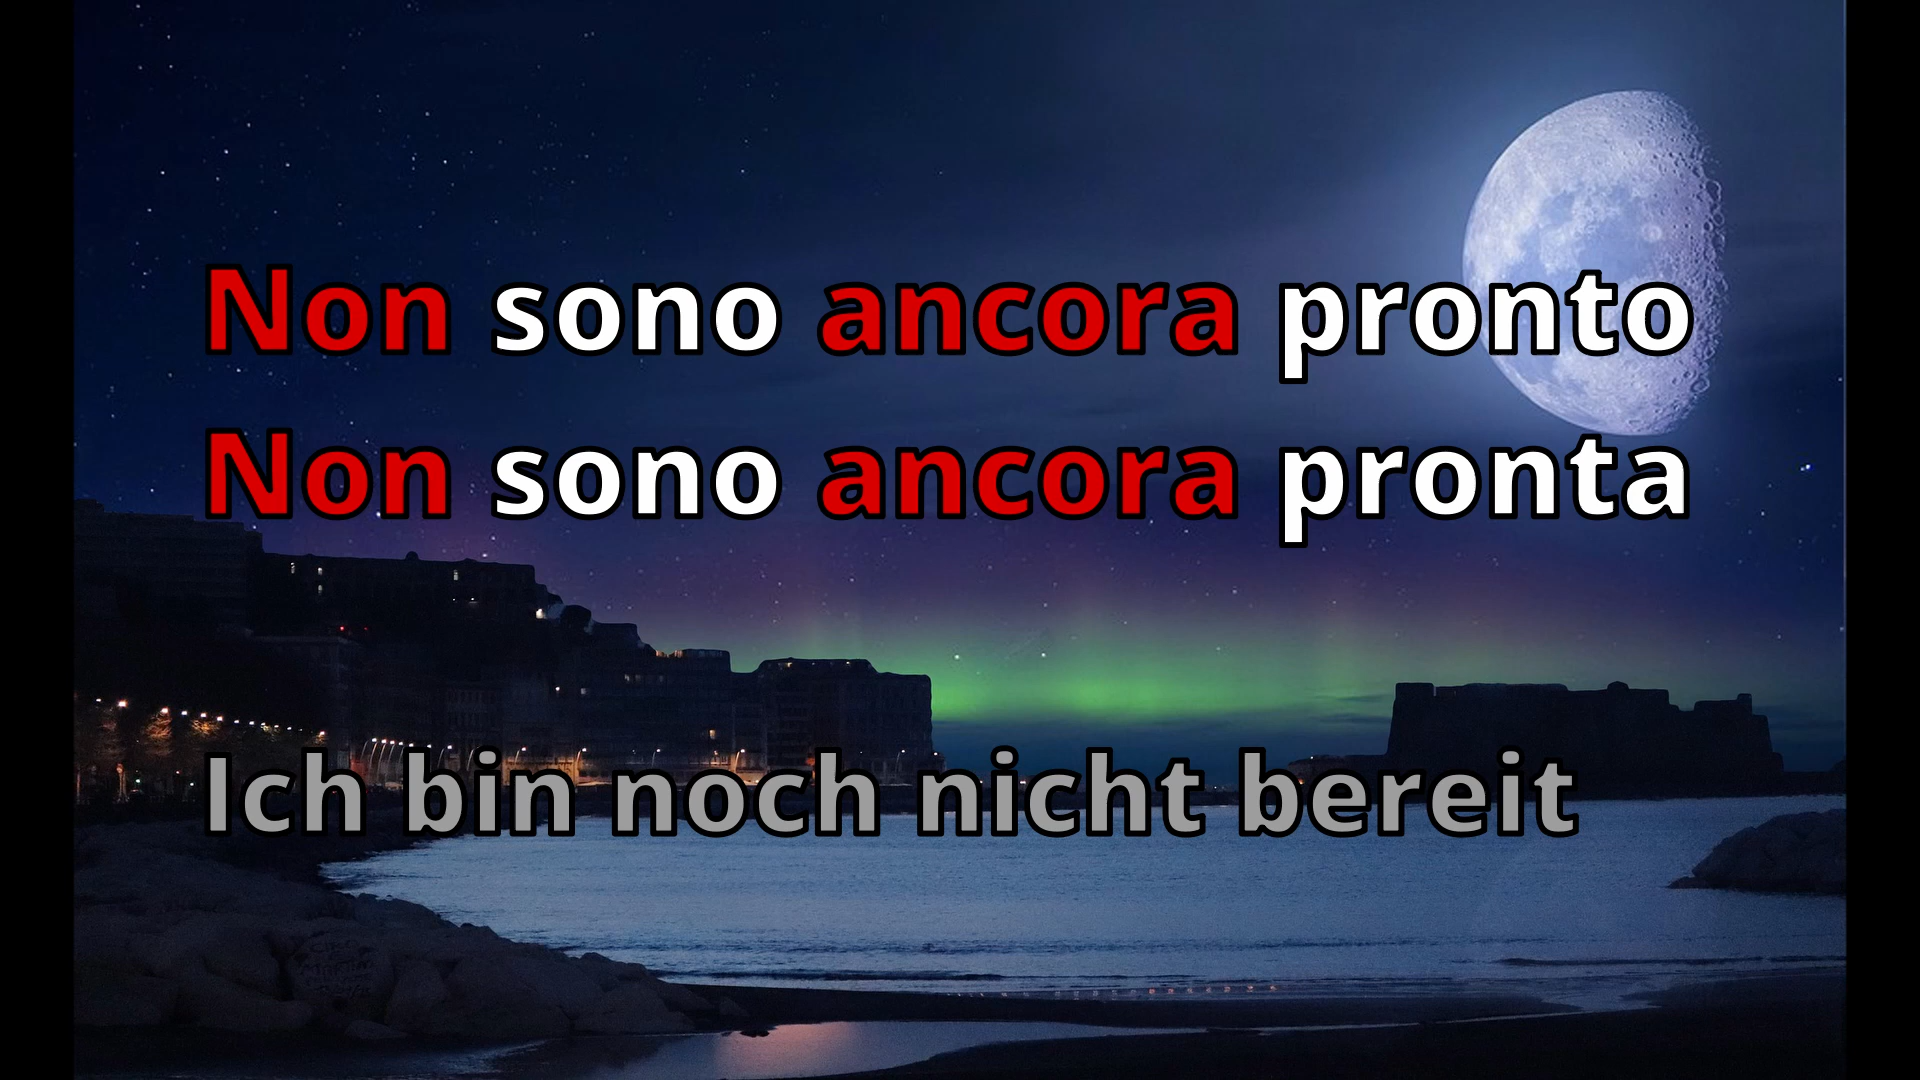 Non sono ancora pronto
Non sono ancora pronta
Ich bin noch nicht bereit